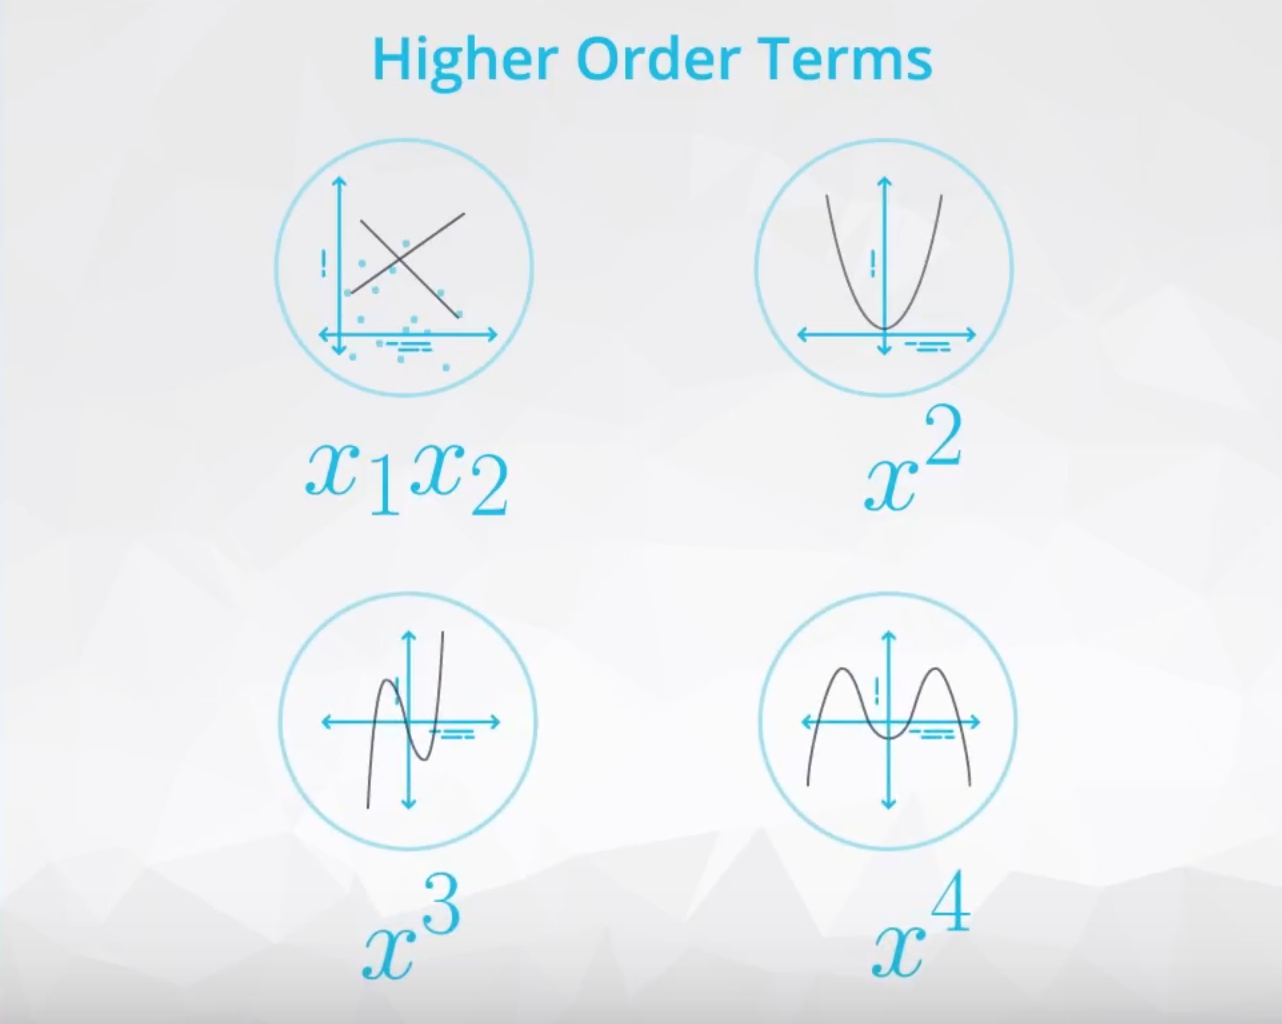 Higher Order Terms
x₁x₂
x²
x³
x⁴